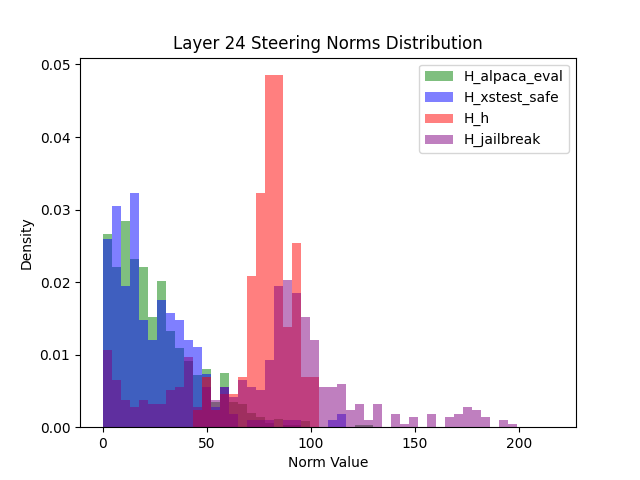 Layer 24 Steering Norms Distribution
H_alpaca_eval
H_xstest_safe
H_h
H_jailbreak
0.05
0.04
0.03
0.02
0.01
0.00
Density
0
50
100
150
200
Norm Value